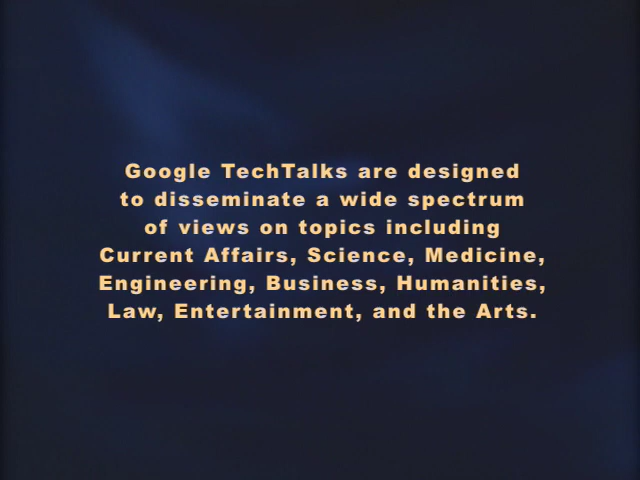 Google TechTalks are designed
to disseminate a wide spectrum
of views on topics including
Current Affairs, Science, Medicine,
Engineering, Business, Humanities,
Law, Entertainment, and the Arts.